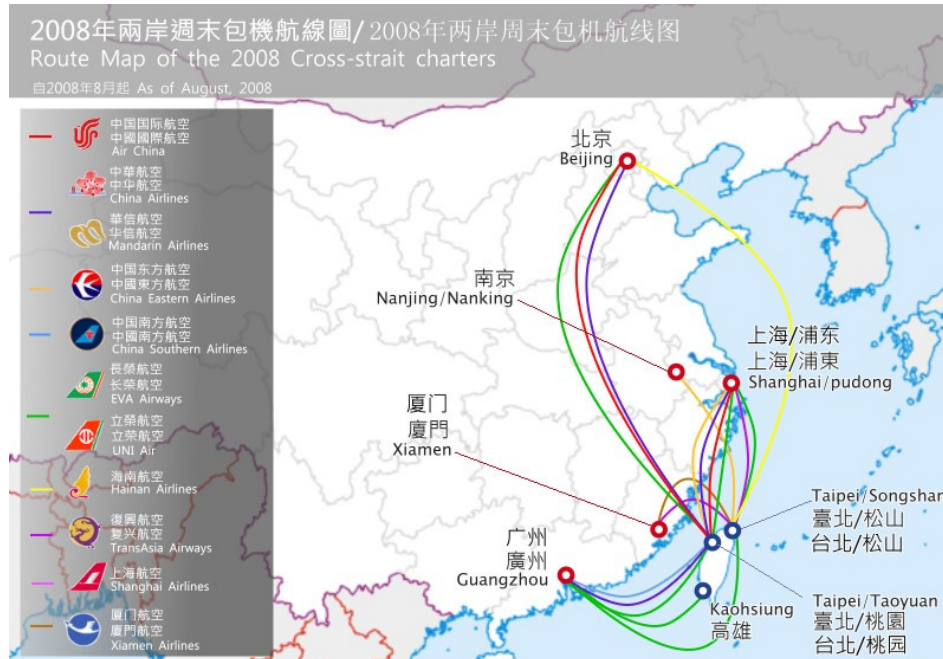 2008年兩岸週末包機航線圖/2008年两岸周末包机航线图
Route Map of the 2008 Cross-strait charters
自2008年8月起 As of August, 2008
中国国际航空
中國國際航空
Air China
中華航空
中华航空
China Airlines
華信航空
华信航空
Mandarin Airlines
中国东方航空
中國東方航空
China Eastern Airlines
中国南方航空
中國南方航空
China Southern Airlines
長榮航空
长荣航空
EVA Airways
立榮航空
立荣航空
UNI Air
海南航空
Hainan Airlines
復興航空
复兴航空
TransAsia Airways
上海航空
Shanghai Airlines
厦门航空
廈門航空
Xiamen Airlines
北京
Beijing
南京
Nanjing/Nanking
上海/浦东
上海/浦東
Shanghai/pudong
厦门
廈門
Xiamen
广州
廣州
Guangzhou
Taipei/Songshan
臺北/松山
台北/松山
Kaohsiung
高雄
Taipei/Taoyuan
臺北/桃園
台北/桃园